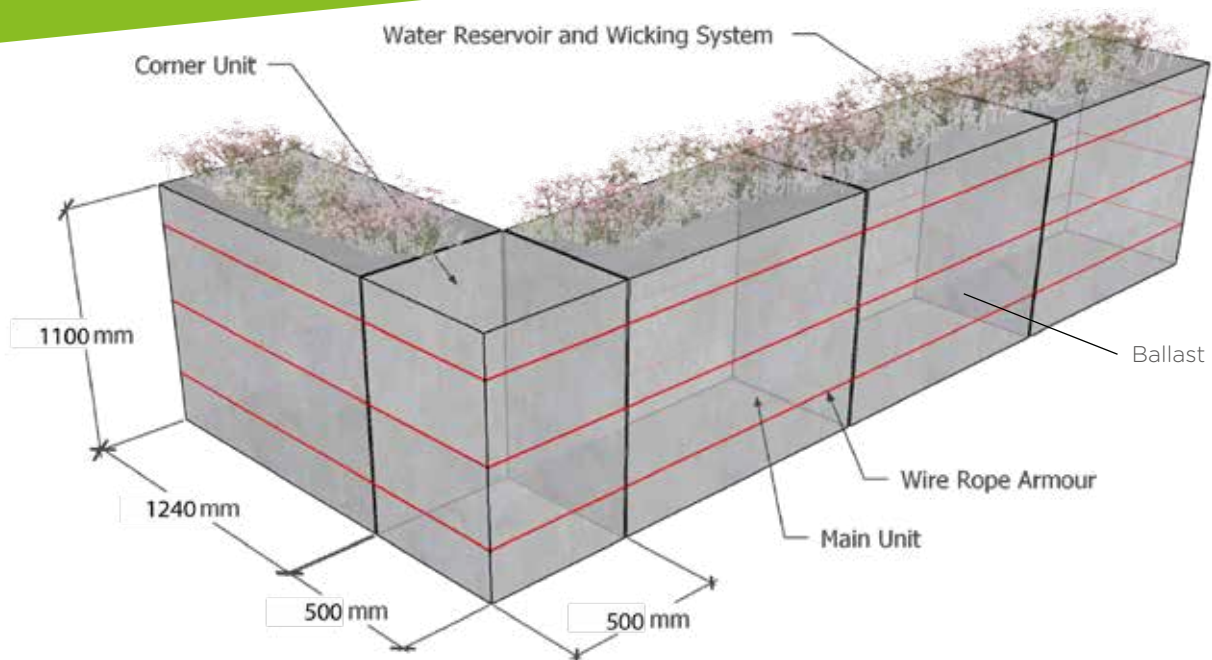 Water Reservoir and Wicking System
Corner Unit
1100 mm
Ballast
Wire Rope Armour
1240 mm
Main Unit
500 mm
500 mm